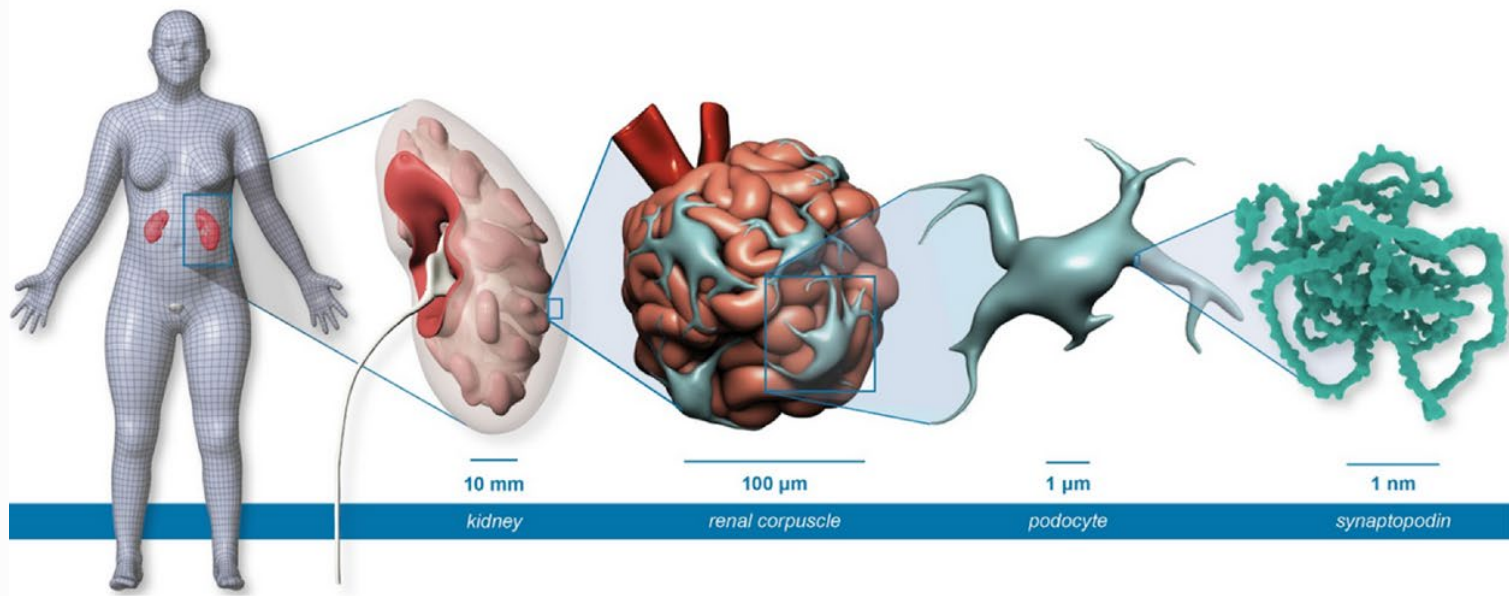 10 mm
100 µm
1 µm
1 nm
kidney
renal corpuscle
podocyte
synaptopodin